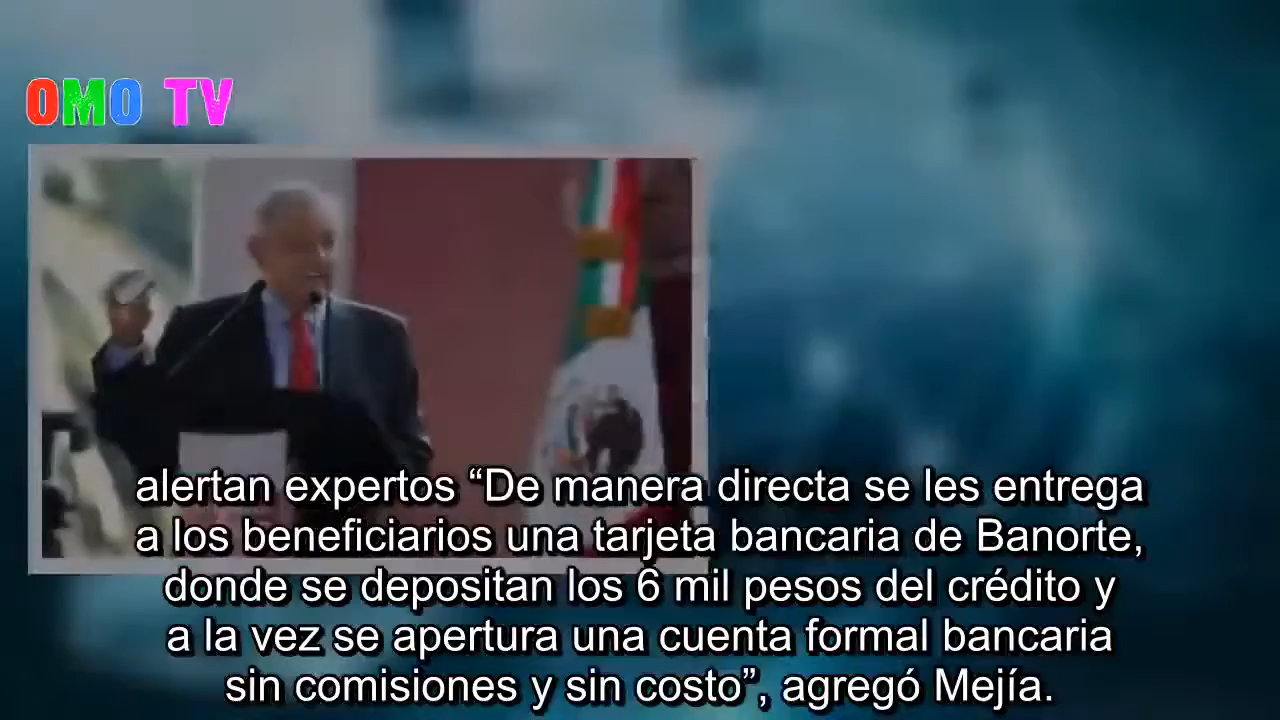 OMO TV
alertan expertos “De manera directa se les entrega
a los beneficiarios una tarjeta bancaria de Banorte,
donde se depositan los 6 mil pesos del crédito y
a la vez se apertura una cuenta formal bancaria
sin comisiones y sin costo”, agregó Mejía.